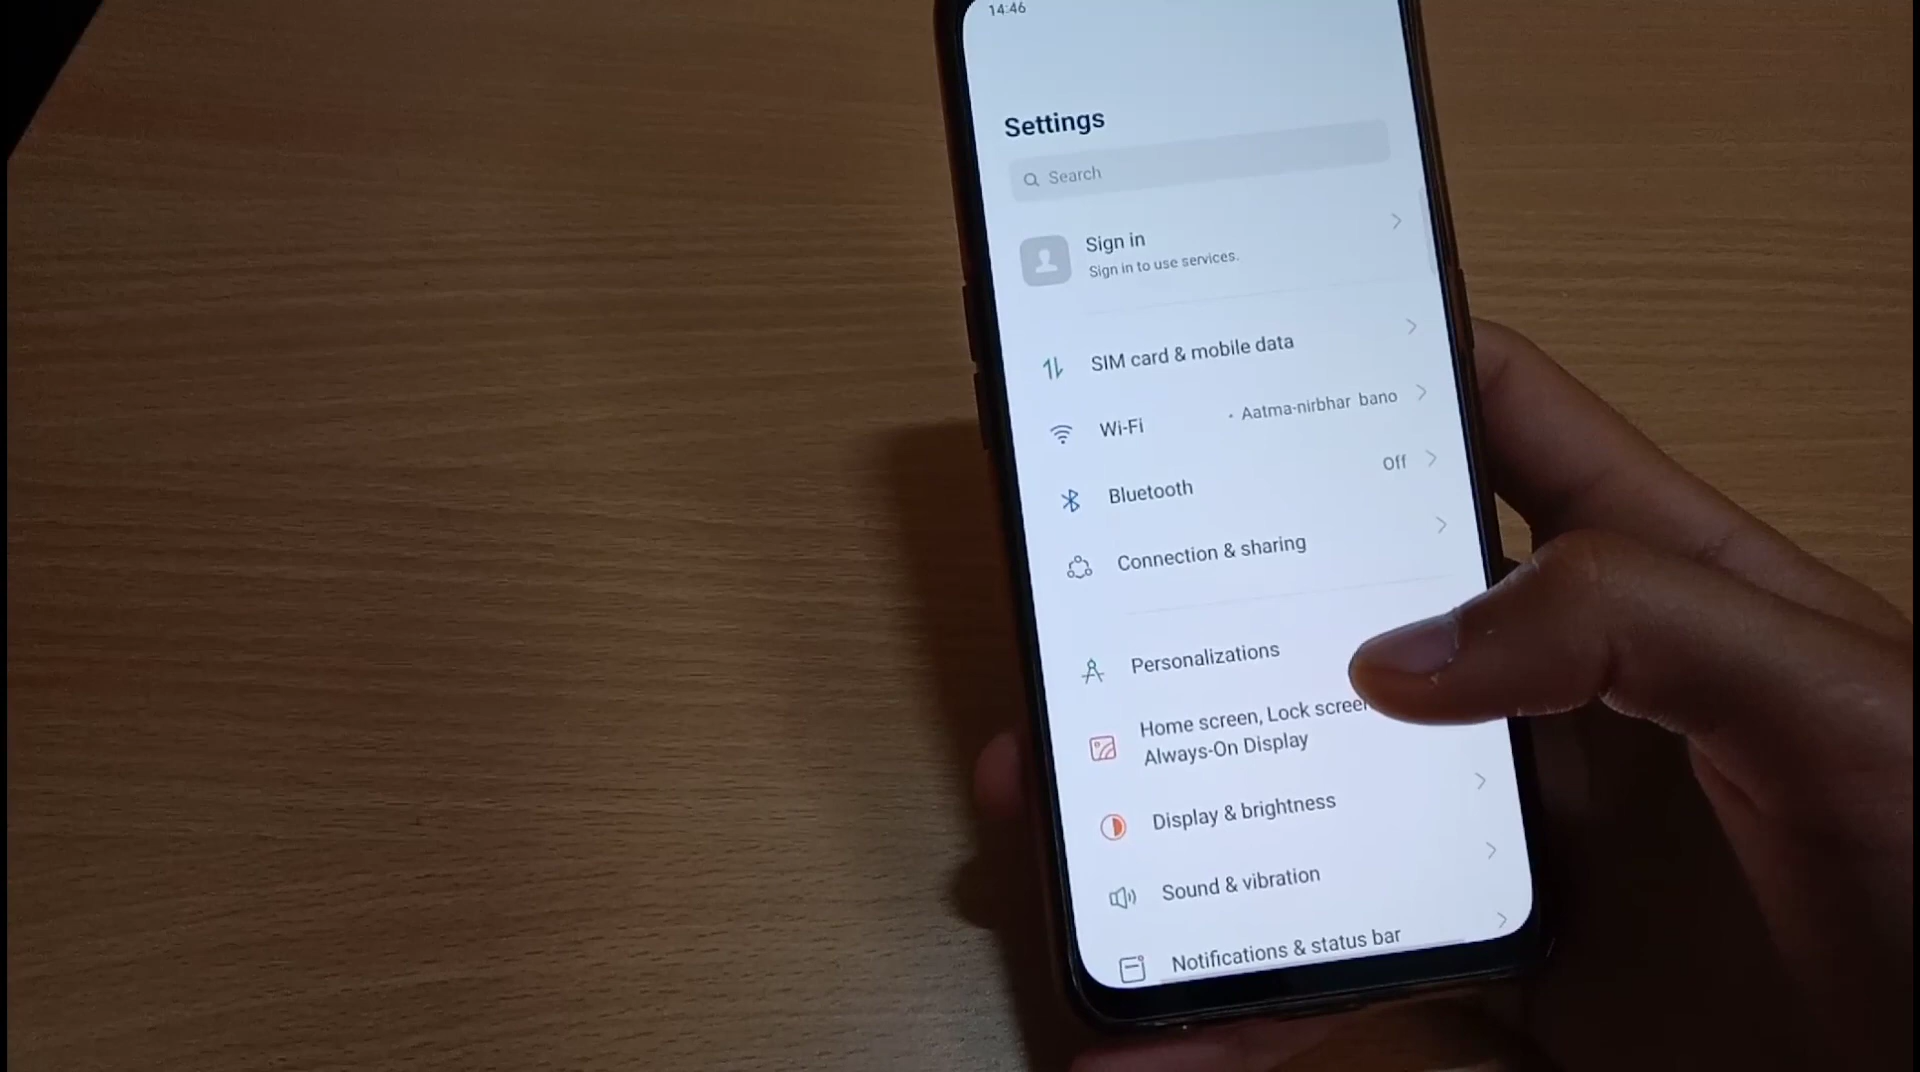 14:46
Settings
Search
Sign in
Sign in to use services.
SIM card & mobile data
Wi-Fi • Aatma-nirbhar bano
Bluetooth Off
Connection & sharing
Personalizations
Home screen, Lock screen
Always-On Display
Display & brightness
Sound & vibration
Notifications & status bar